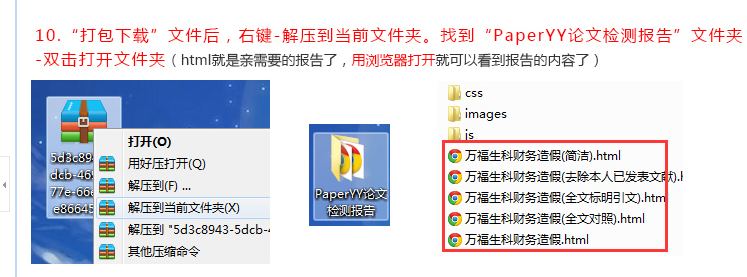 10.“打包下载”文件后，右键-解压到当前文件夹。找到“PaperYY论文检测报告”文件夹
-双击打开文件夹（html就是亲需要的报告了，用浏览器打开就可以看到报告的内容了）
5d3c894
dcb-469
77e-66e
e86645
打开(O)
用好压打开(Q)
解压到(F) ...
解压到当前文件夹(X)
解压到 "5d3c8943-5dcb-4
其他压缩命令
PaperYY论文
检测报告
css
images
js
万福生科财务造假(简洁).html
万福生科财务造假(去除本人已发表文献).h
万福生科财务造假(全文标明引文).htm
万福生科财务造假(全文对照).html
万福生科财务造假.html